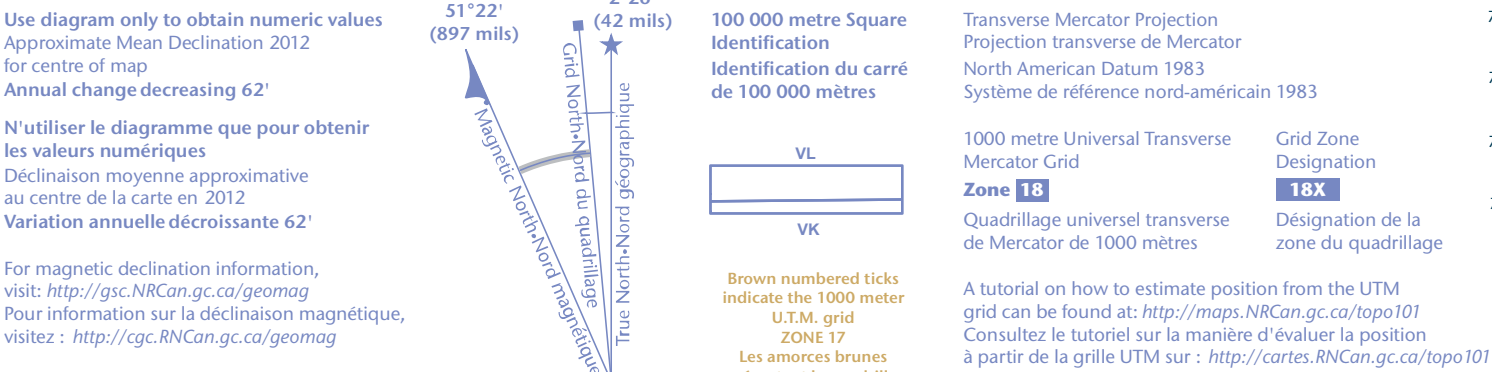 Use diagram only to obtain numeric values
Approximate Mean Declination 2012
for centre of map
Annual change decreasing 62'
N'utiliser le diagramme que pour obtenir
les valeurs numériques
Déclinaison moyenne approximative
au centre de la carte en 2012
Variation annuelle décroissante 62'
For magnetic declination information,
visit: http://gsc.NRCan.gc.ca/geomag
Pour information sur la déclinaison magnétique,
visitez : http://cgc.RNCan.gc.ca/geomag
51°22'
(897 mils)
(42 mils)
Magnetic North•Nord magnétique
Grid North•Nord du quadrillage
True North•Nord géographique
100 000 metre Square
Identification
Identification du carré
de 100 000 mètres
VL
VK
Brown numbered ticks
indicate the 1000 meter
U.T.M. grid
ZONE 17
Les amorces brunes
Transverse Mercator Projection
Projection transverse de Mercator
North American Datum 1983
Système de référence nord-américain 1983
1000 metre Universal Transverse
Mercator Grid
Zone 18
Quadrillage universel transverse
de Mercator de 1000 mètres
Grid Zone
Designation
18X
Désignation de la
zone du quadrillage
A tutorial on how to estimate position from the UTM
grid can be found at: http://maps.NRCan.gc.ca/topo101
Consultez le tutoriel sur la manière d'évaluer la position
à partir de la grille UTM sur : http://cartes.RNCan.gc.ca/topo101